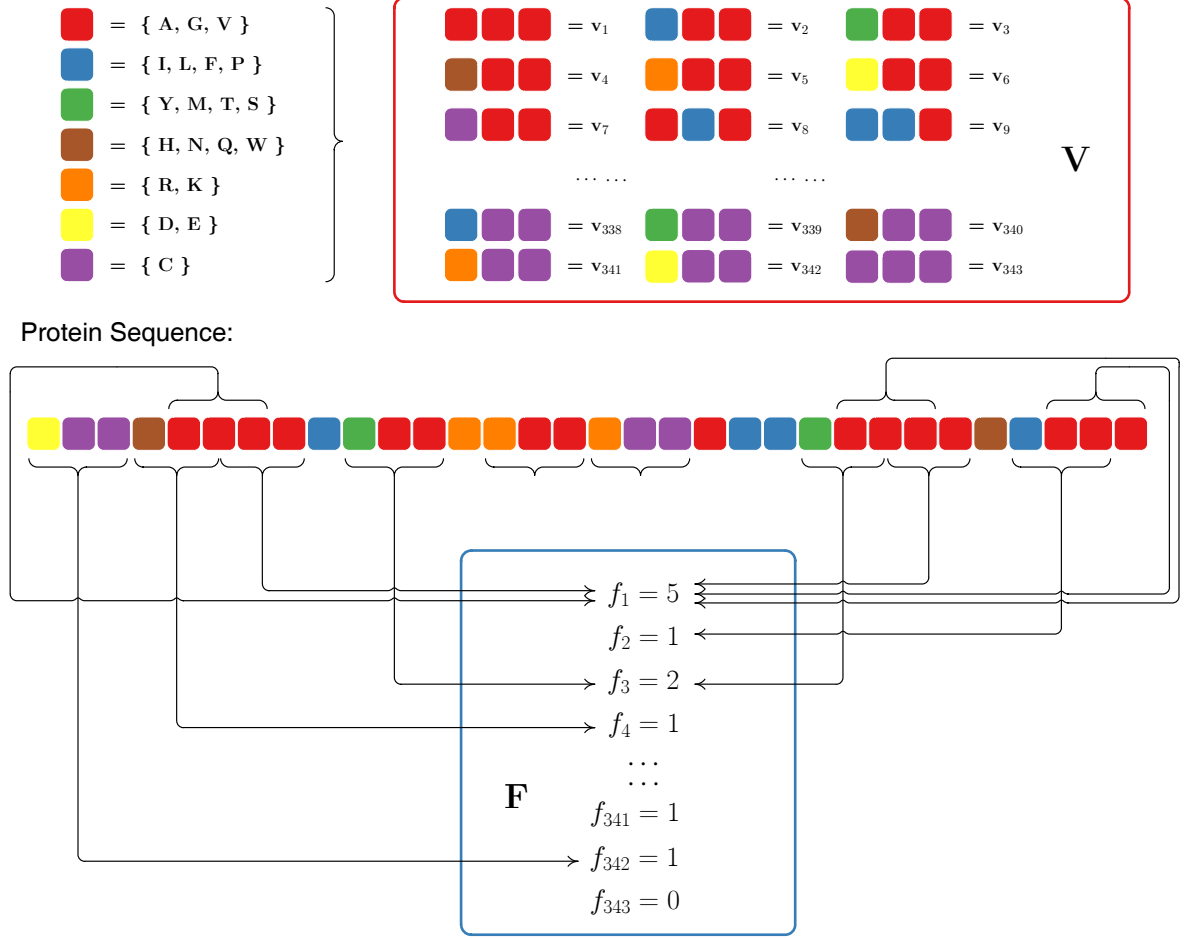 = { A, G, V }
= { I, L, F, P }
= { Y, M, T, S }
= { H, N, Q, W }
= { R, K }
= { D, E }
= { C }
= v₁ = v₂ = v₃
= v₄ = v₅ = v₆
= v₇ = v₈ = v₉
V
... ... ... ...
= v₃₃₈ = v₃₃₉ = v₃₄₀
= v₃₄₁ = v₃₄₂ = v₃₄₃
Protein Sequence:
f₁ = 5
f₂ = 1
f₃ = 2
f₄ = 1
...
...
F
f₃₄₁ = 1
f₃₄₂ = 1
f₃₄₃ = 0